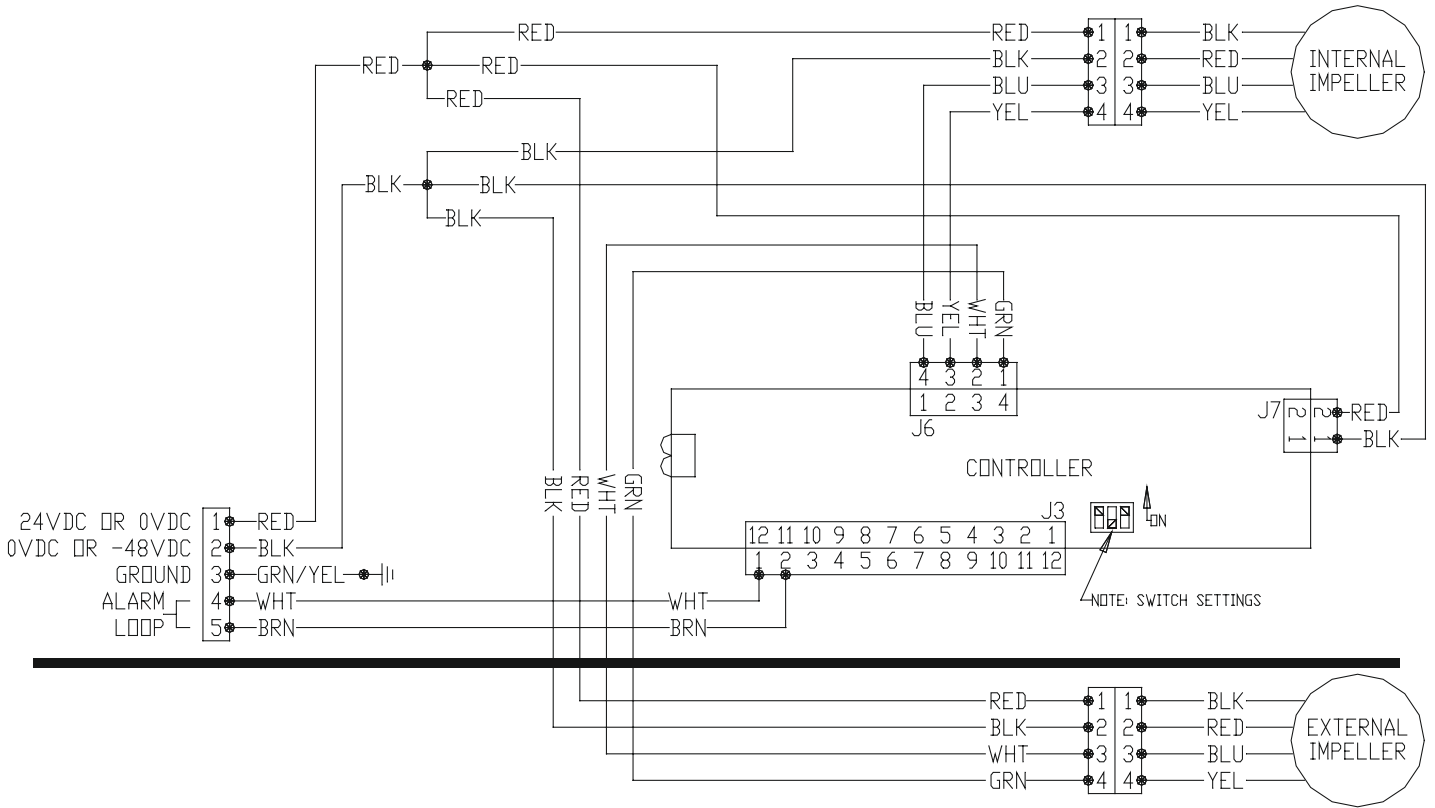 RED RED 1 1 BLK
BLK 2 2 RED
BLU 3 3 BLU
YEL 4 4 YEL
INTERNAL
IMPELLER
RED RED
RED
BLK
BLK BLK
BLK
BLU YEL WHT GRN
4 3 2 1
1 2 3 4
J6
J7
2 2 RED
1 1 BLK
CONTROLLER
BLK RED WHT GRN
J3
12 11 10 9 8 7 6 5 4 3 2 1
1 2 3 4 5 6 7 8 9 10 11 12
ON
NOTE: SWITCH SETTINGS
24VDC OR 0VDC 1 RED
0VDC OR -48VDC 2 BLK
GROUND 3 GRN/YEL
ALARM 4 WHT WHT
LOOP 5 BRN BRN
RED 1 1 BLK
BLK 2 2 RED
WHT 3 3 BLU
GRN 4 4 YEL
EXTERNAL
IMPELLER